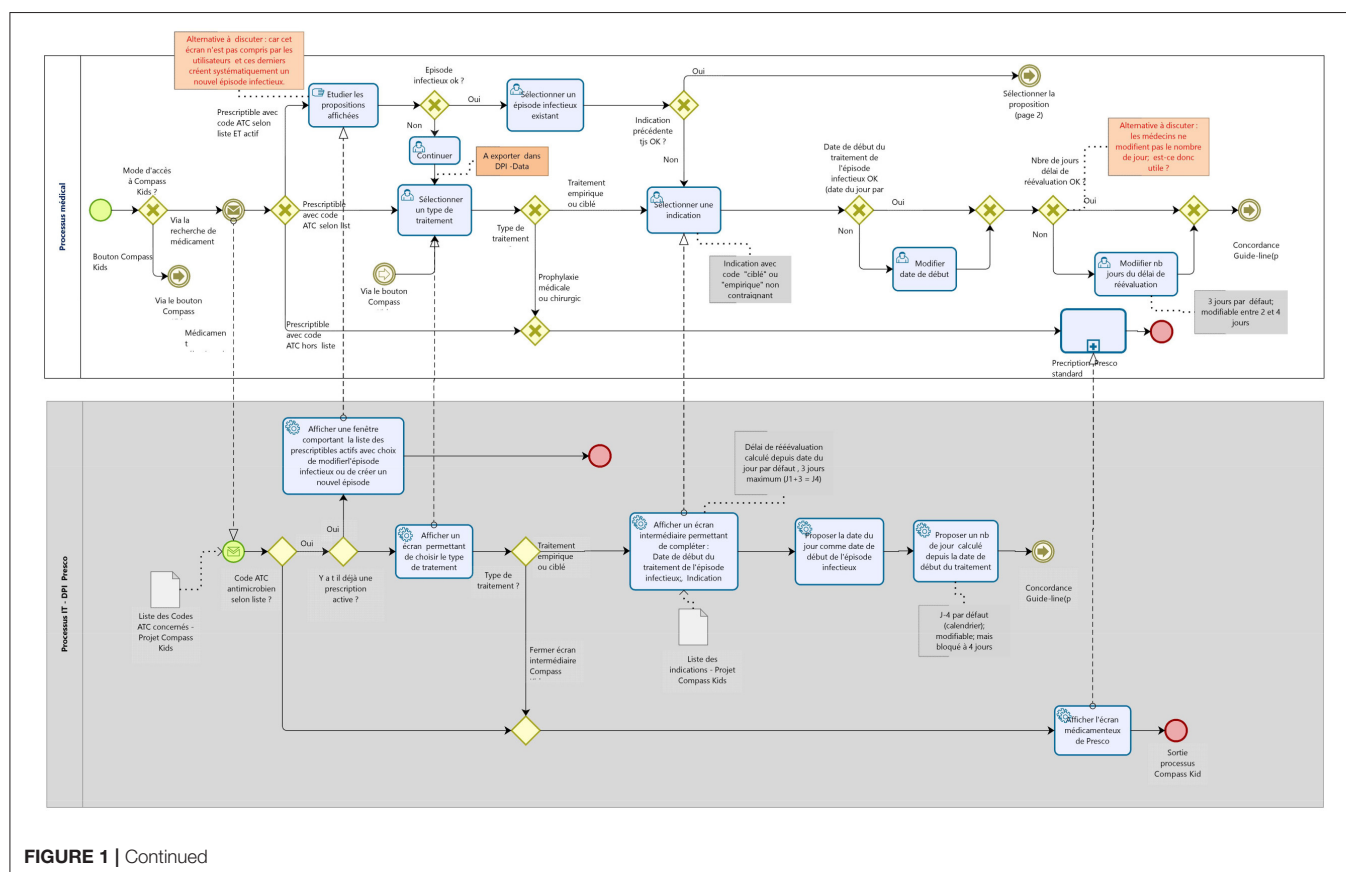 Alternative à discuter : car cet
écran n'est pas compris par les
utilisateurs et ces derniers
créent systématiquement un
nouvel épisode infectieux.
Processus médical
Mode d'accès
à Compass
Kids ?
Bouton Compass
Kids
Via le bouton
Compass
Via la
recherche de
médicament
Médicamen
t
Prescriptible avec
code ATC selon
liste ET actif
Prescriptible
avec code
ATC selon list
Prescriptible
avec code
ATC hors liste
Etudier les
propositions
affichées
Episode
infectieux ok ?
Oui
Non
Continuer
A exporter dans
DPI -Data
Sélectionner un
épisode infectieux
existant
Sélectionner
un type de
traitement
Via le bouton
Compass
Type de
traitement
Traitement
empirique
ou ciblé
Prophylaxie
médicale
ou chirurgic
Indication
précédente
tjs OK ?
Oui
Non
Sélectionner la
proposition
(page 2)
Sélectionner une
indication
Indication avec
code "ciblé" ou
"empirique" non
contraignant
Date de début du
traitement de
l'épisode
infectieux OK
(date du jour par
Oui
Non
Modifier
date de début
Alternative à discuter :
les médecins ne
modifient pas le nombre
de jour; est-ce donc
utile ?
Nbre de jours
délai de
réévaluation OK ?
Oui
Non
Modiifier nb
jours du délai de
réévaluation
3 jours par défaut;
modifiable entre 2 et 4
jours
Concordance
Guide-line(p
Precription Presco
standard
Processus IT - DPI Presco
Afficher une fenêtre
comportant la liste des
prescriptibles actifs avec choix
de modifierl'épisode
infectieux ou de créer un
nouvel épisode
Liste des Codes
ATC concernés -
Projet Compass
Kids
Code ATC
antimicrobien
selon liste ?
Oui
Oui
Y a t il déjà une
prescription
active ?
Afficher un
écran permettant
de choisir le type
de tratement
Type de
traitement ?
Traitement
empirique
ou ciblé
Fermer écran
intermédiaire
Compass
Afficher un écran
intermédiaire permettant
de compléter :
Date de début du
traitement de l'épisode
infectieux;, Indication
Liste des
indications - Projet
Compass Kids
Délai de rééévaluation
calculé depuis date du
jour par défaut , 3 jours
maximum (J1+3 = J4)
Proposer la date du
jour comme date de
début de l'épisode
infectieux
Proposer un nb
de jour calculé
depuis la date de
début du traitement
J-4 par défaut
(calendrier);
modifiable; mais
bloqué à 4 jours
Concordance
Guide-line(p
Afficher l'écran
médicamenteux
de Presco
Sortie
processus
Compass Kid
FIGURE 1 | Continued